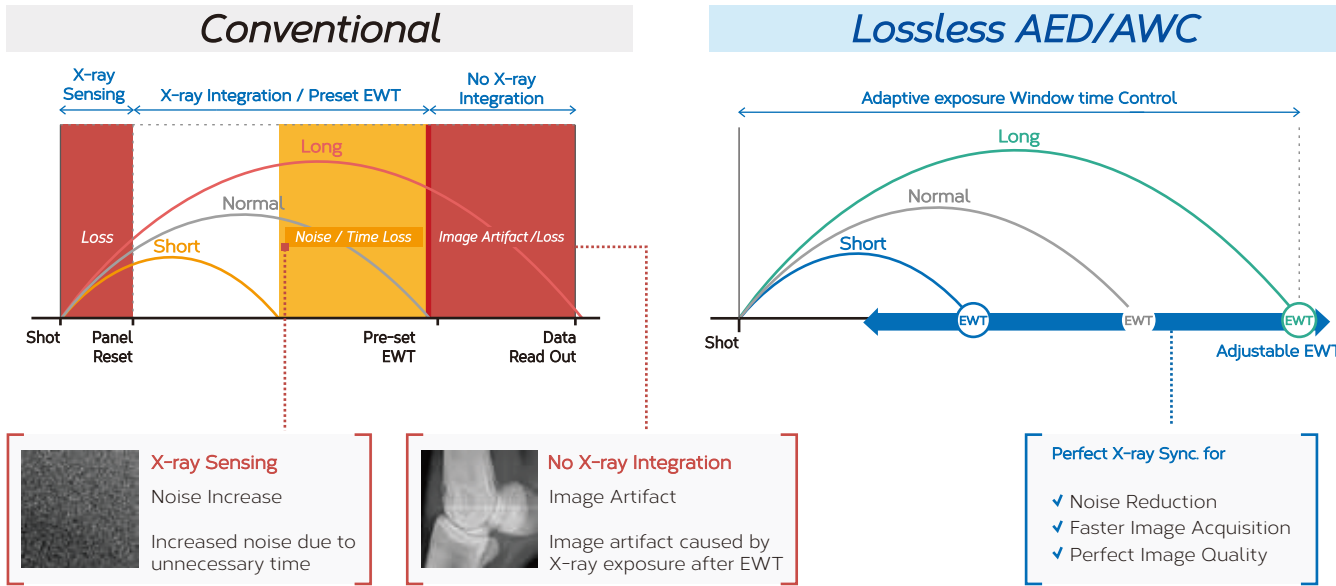 Conventional
Lossless AED/AWC
X-ray
Sensing
X-ray Integration / Preset EWT
No X-ray
Integration
Long
Normal
Short
Loss
Noise / Time Loss
Image Artifact/Loss
Shot
Panel
Reset
Pre-set
EWT
Data
Read Out
Adaptive exposure Window time Control
Long
Normal
Short
EWT
EWT
EWT
Shot
Adjustable EWT
X-ray Sensing
Noise Increase
Increased noise due to
unnecessary time
No X-ray Integration
Image Artifact
Image artifact caused by
X-ray exposure after EWT
Perfect X-ray Sync. for
✓ Noise Reduction
✓ Faster Image Acquisition
✓ Perfect Image Quality